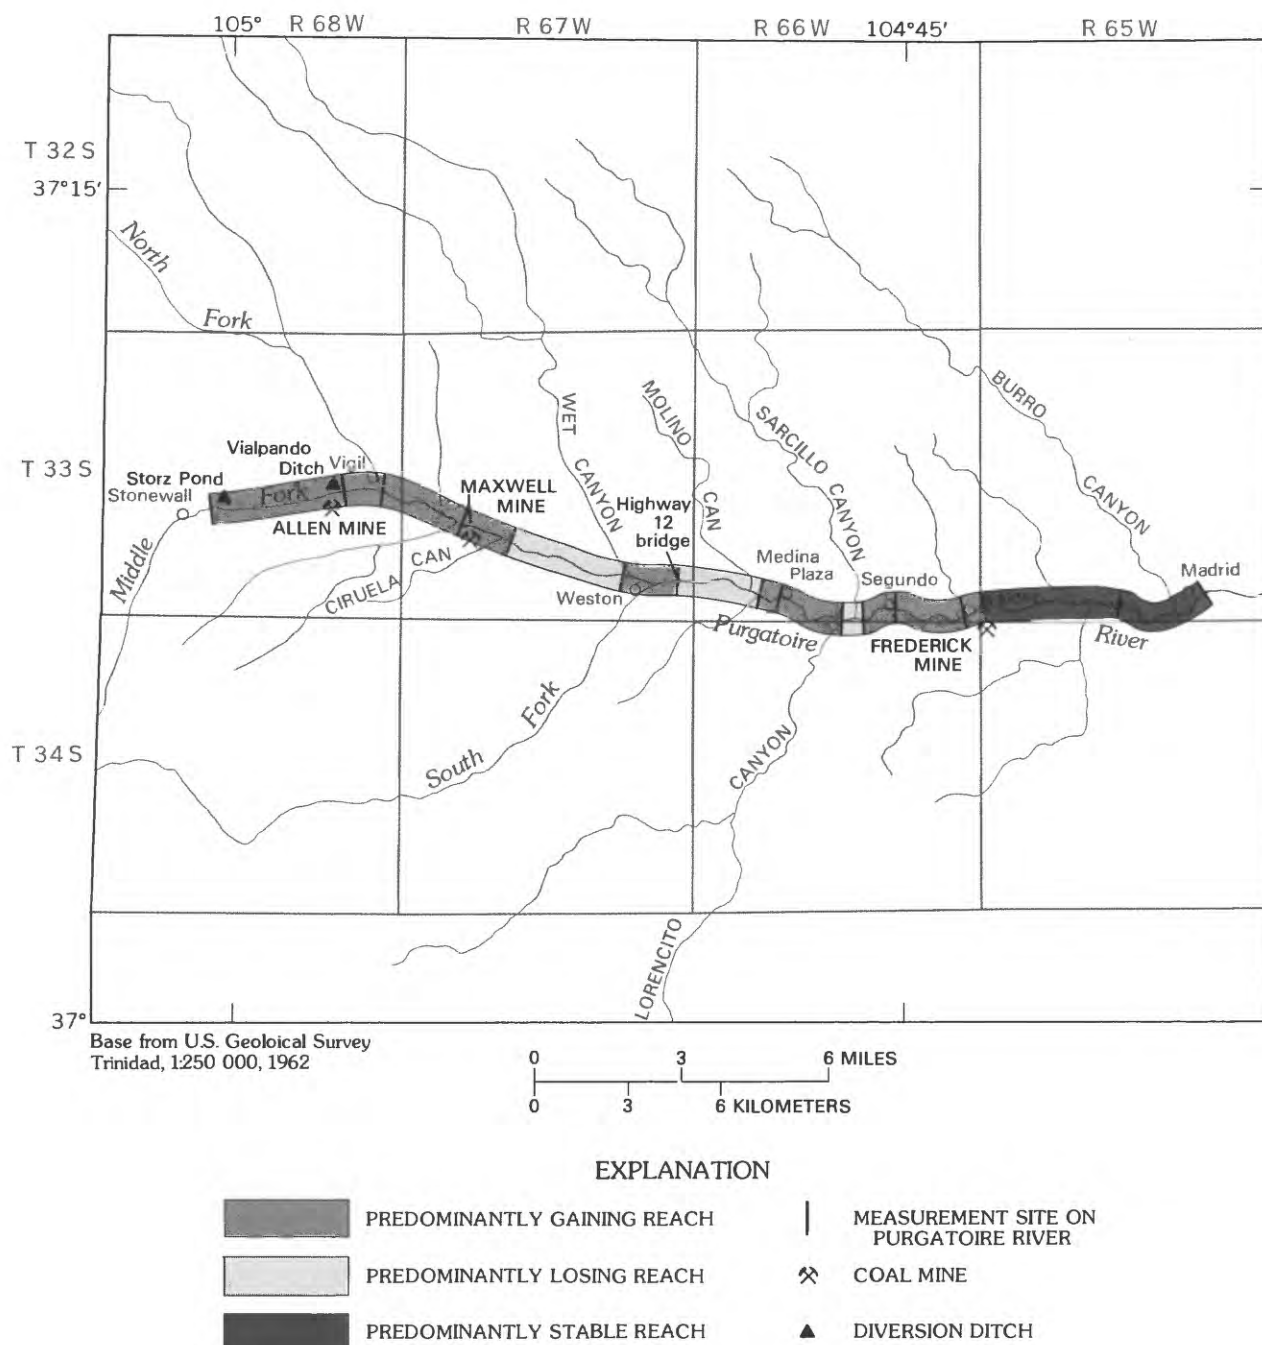 105° R 68 W R 67 W R 66 W 104°45′ R 65 W
T 32 S
37°15′
North
Fork
BURRO
MOLINO
WET
SARCILLO
T 33 S
Vialpando
Ditch
Vigil
Storz Pond
Stonewall
Fork
MAXWELL
MINE
CANYON
CAN
Highway
12
bridge
CANYON
CANYON
ALLEN MINE
Middle
CIRUELA CAN
Weston
Medina
Plaza
Segundo
Madrid
Purgatoire
River
FREDERICK
MINE
T 34 S
South
Fork
CANYON
LORENCITO
37°
Base from U.S. Geoloical Survey
Trinidad, 1:250 000, 1962
0 3 6 MILES
0 3 6 KILOMETERS
EXPLANATION
PREDOMINANTLY GAINING REACH
MEASUREMENT SITE ON
PURGATOIRE RIVER
PREDOMINANTLY LOSING REACH
COAL MINE
PREDOMINANTLY STABLE REACH
DIVERSION DITCH